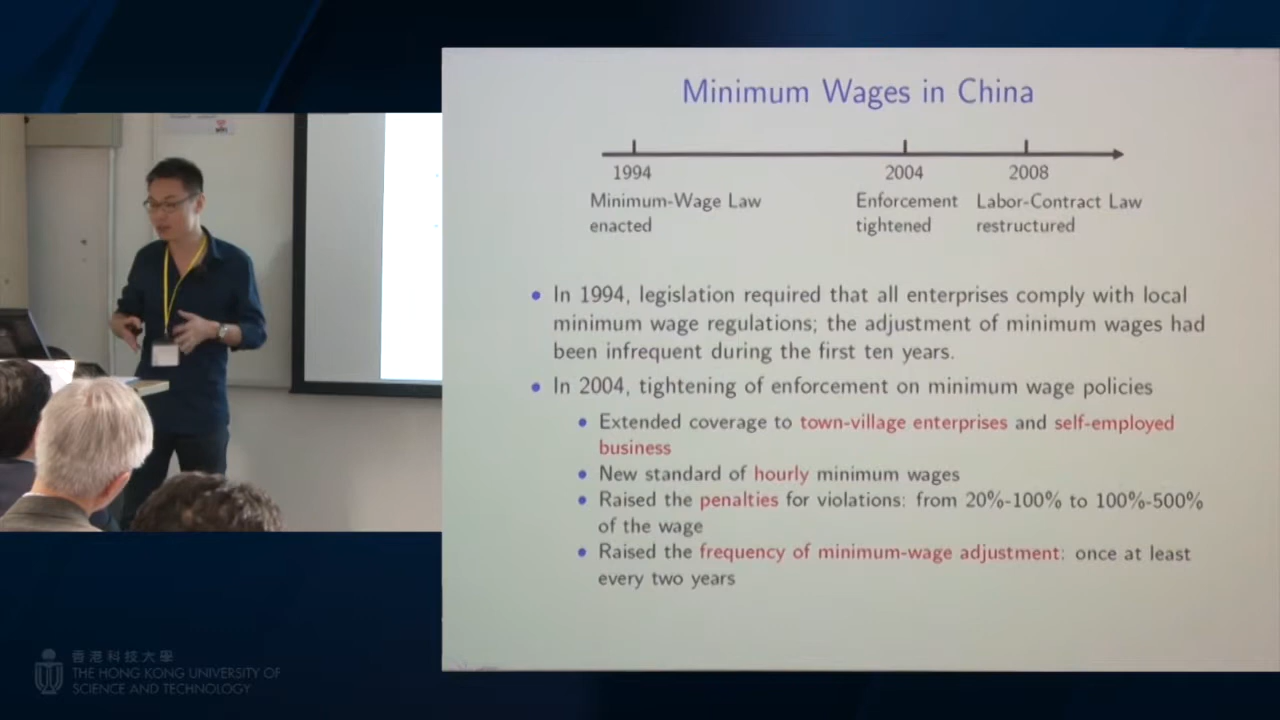 Minimum Wages in China
1994
2004
2008
Minimum-Wage Law
enacted
Enforcement
tightened
Labor-Contract Law
restructured
In 1994, legislation required that all enterprises comply with local
minimum wage regulations; the adjustment of minimum wages had
been infrequent during the first ten years.
In 2004, tightening of enforcement on minimum wage policies
Extended coverage to town-village enterprises and self-employed
business
New standard of hourly minimum wages
Raised the penalties for violations: from 20%-100% to 100%-500%
of the wage
Raised the frequency of minimum-wage adjustment: once at least
every two years
香港科技大學
THE HONG KONG UNIVERSITY OF
SCIENCE AND TECHNOLOGY